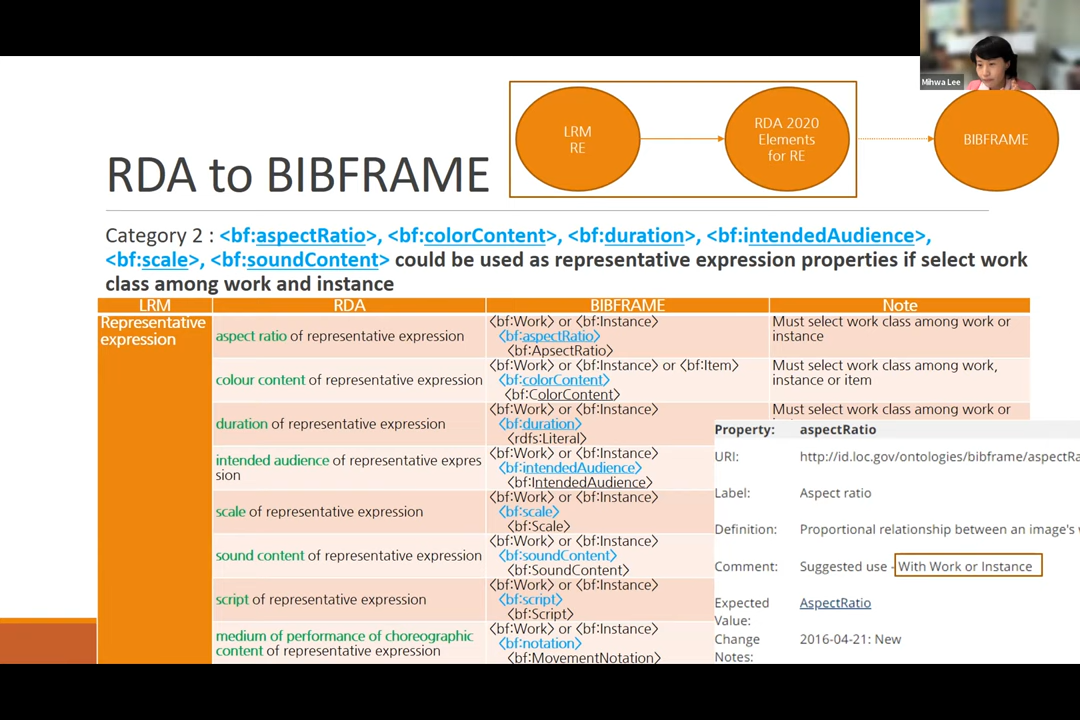 Mihwa Lee
LRM
RE
RDA 2020
Elements
for RE
BIBFRAME
RDA to BIBFRAME
Category 2 : <bf:aspectRatio>, <bf:colorContent>, <bf:duration>, <bf:intendedAudience>,
<bf:scale>, <bf:soundContent> could be used as representative expression properties if select work
class among work and instance
LRM RDA BIBFRAME Note
Representative
expression
aspect ratio of representative expression
<bf:Work> or <bf:Instance>
<bf:aspectRatio>
<bf:ApsectRatio>
Must select work class among work or
instance
colour content of representative expression
<bf:Work> or <bf:Instance> or <bf:Item>
<bf:colorContent>
<bf:ColorContent>
Must select work class among work,
instance or item
duration of representative expression
<bf:Work> or <bf:Instance>
<bf:duration>
<rdfs:Literal>
Must select work class among work or
intended audience of representative expres
sion
<bf:Work> or <bf:Instance>
<bf:intendedAudience>
<bf:IntendedAudience>
scale of representative expression
<bf:Work> or <bf:Instance>
<bf:scale>
<bf:Scale>
sound content of representative expression
<bf:Work> or <bf:Instance>
<bf:soundContent>
<bf:SoundContent>
script of representative expression
<bf:Work> or <bf:Instance>
<bf:script>
<bf:Script>
medium of performance of choreographic
content of representative expression
<bf:Work> or <bf:Instance>
<bf:notation>
<bf:MovementNotation>
Property: aspectRatio
URI: http://id.loc.gov/ontologies/bibframe/aspectRa
Label: Aspect ratio
Definition: Proportional relationship between an image's
Comment: Suggested use - With Work or Instance
Expected
Value:
AspectRatio
Change
Notes:
2016-04-21: New